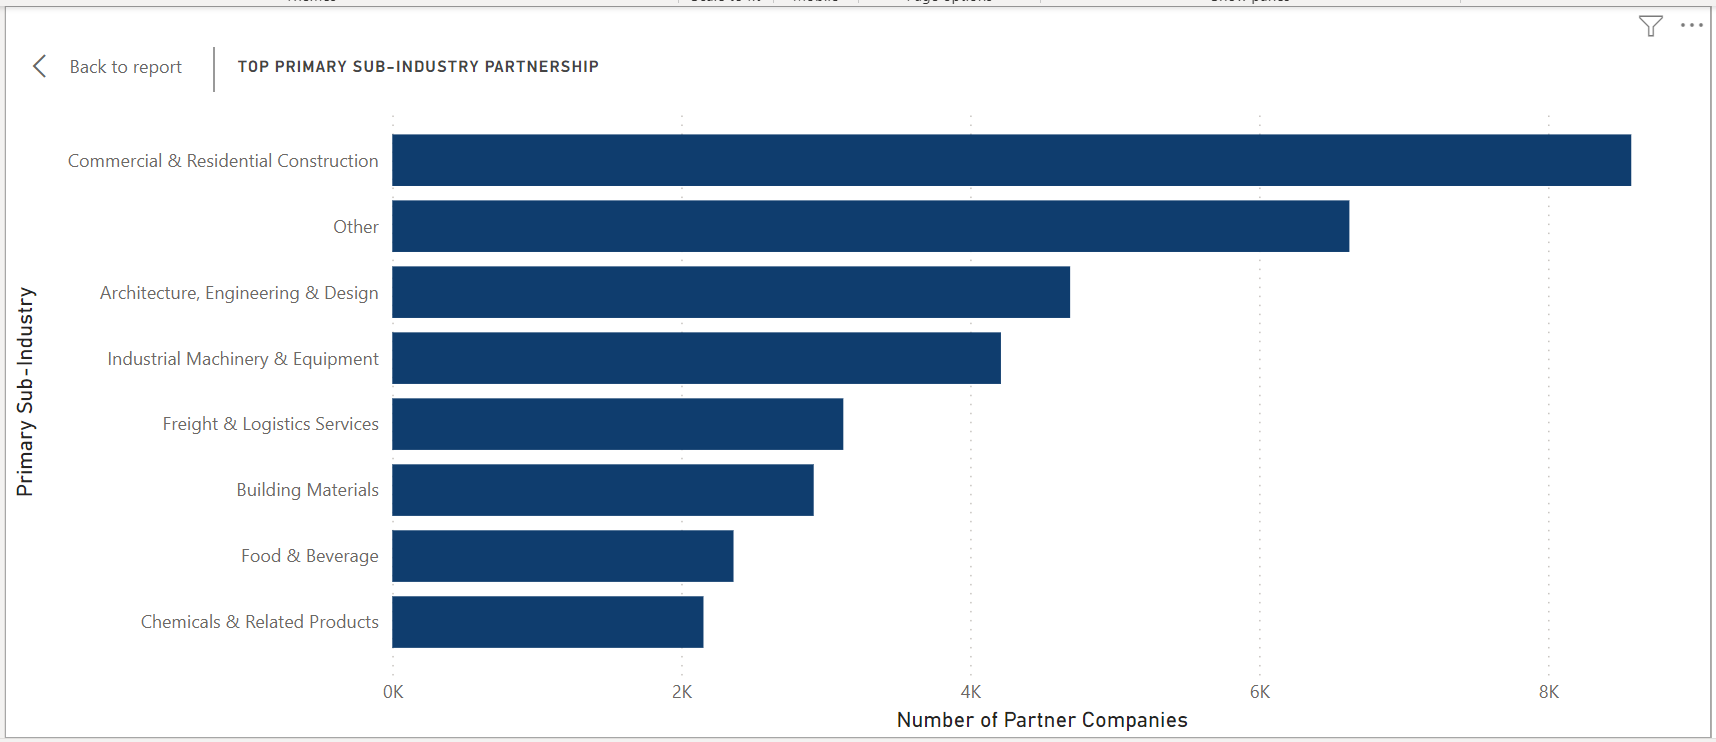 Back to report
TOP PRIMARY SUB-INDUSTRY PARTNERSHIP
Primary Sub-Industry
Commercial & Residential Construction
Other
Architecture, Engineering & Design
Industrial Machinery & Equipment
Freight & Logistics Services
Building Materials
Food & Beverage
Chemicals & Related Products
0K 2K 4K 6K 8K
Number of Partner Companies